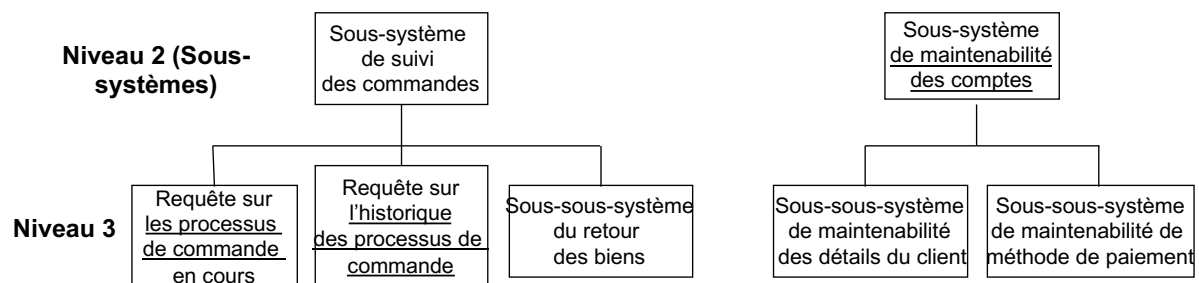 Niveau 2 (Sous-
systèmes)
Sous-système
de suivi
des commandes
Sous-système
de maintenabilité
des comptes
Niveau 3
Requête sur
les processus
de commande
en cours
Requête sur
l'historique
des processus de
commande
Sous-sous-système
du retour
des biens
Sous-sous-système
de maintenabilité
des détails du client
Sous-sous-système
de maintenabilité de
méthode de paiement